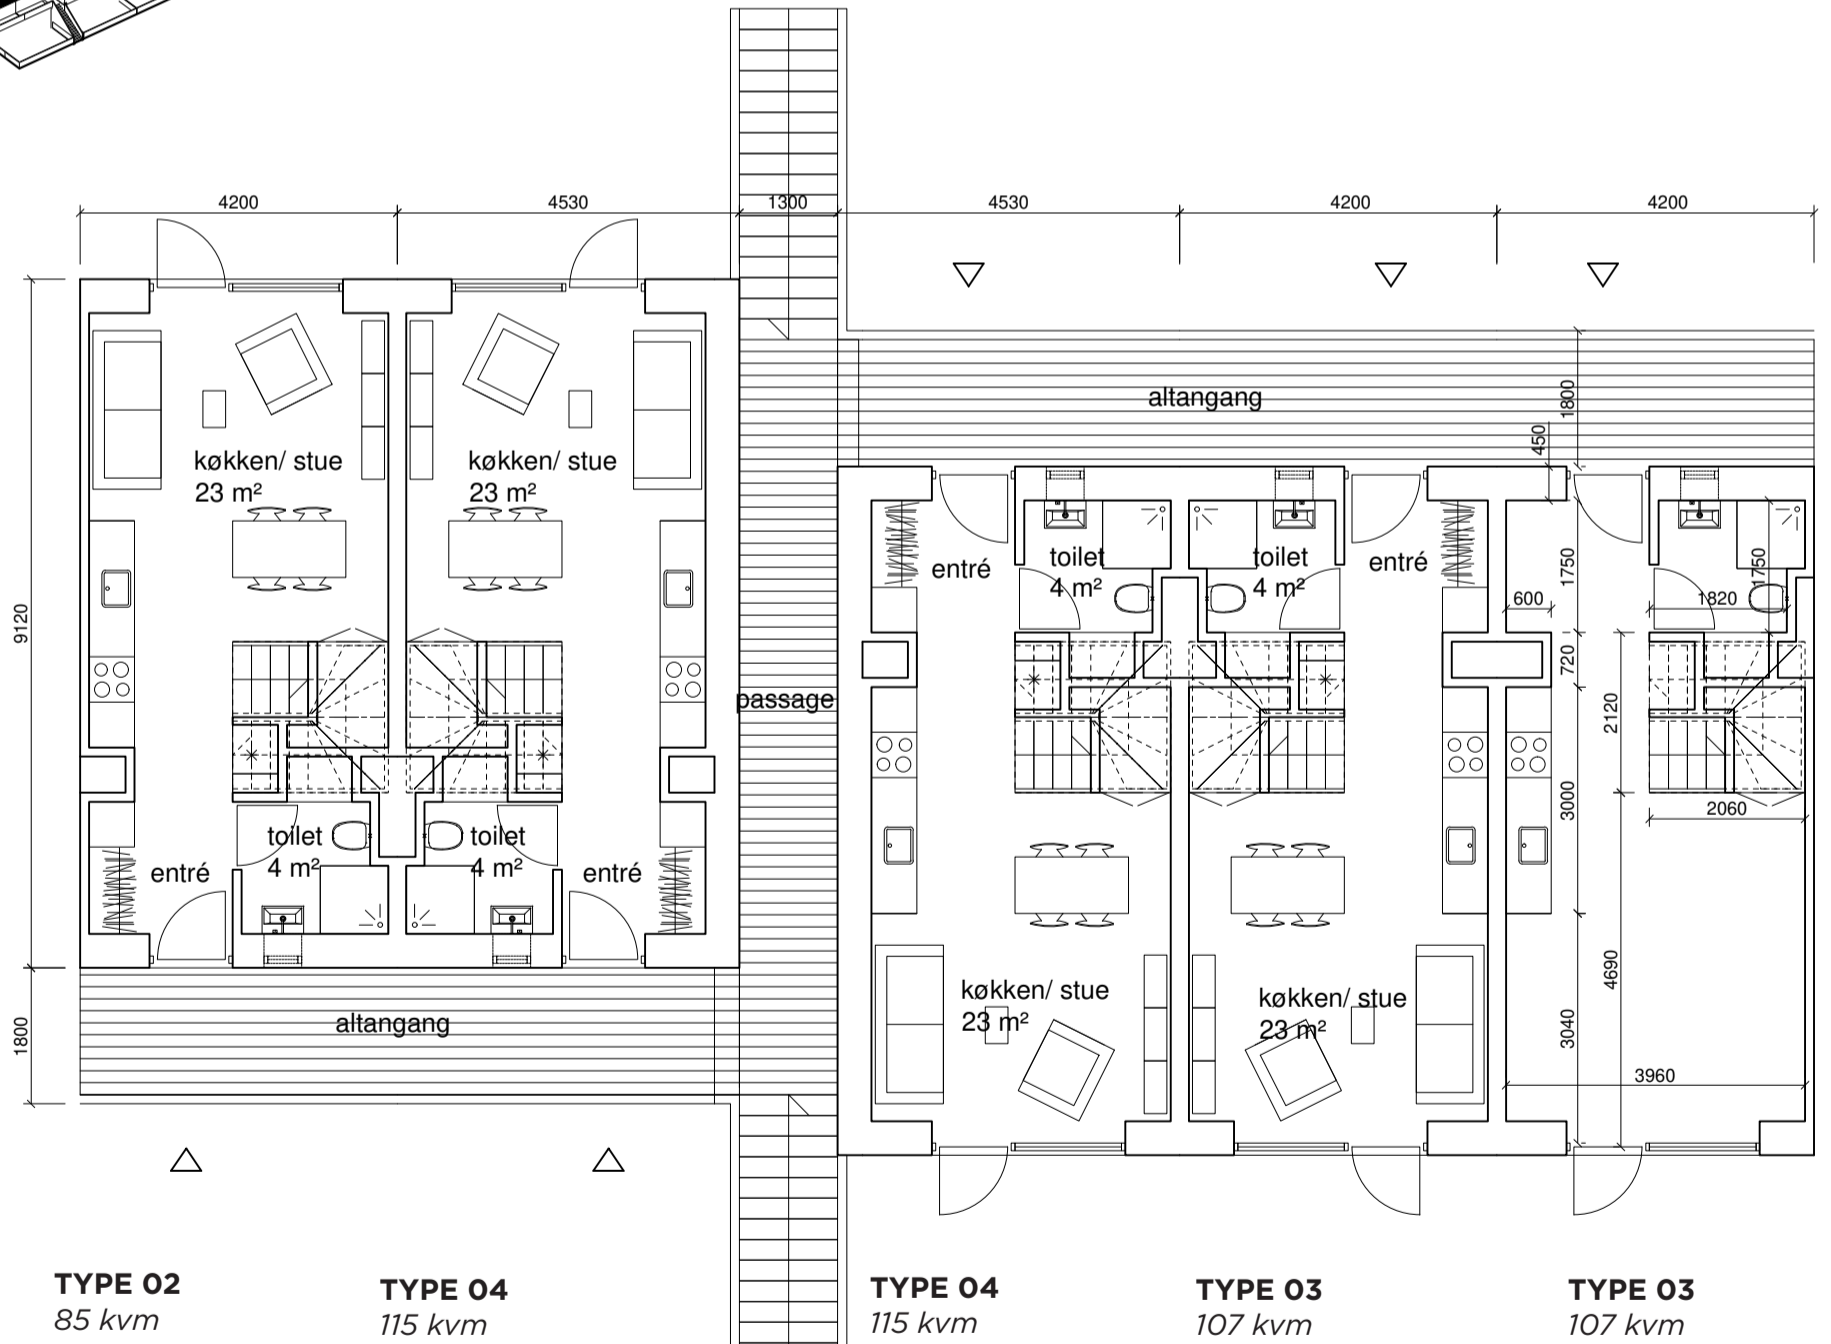 4200
4530
1300
4530
4200
4200
9120
1800
køkken/ stue
23 m²
køkken/ stue
23 m²
altangang
1800
450
passage
entré
toilet
4 m²
toilet
4 m²
entré
1750
600
1820
1750
720
2120
3000
2060
4690
3040
3960
entré
toilet
4 m²
toilet
4 m²
entré
køkken/ stue
23 m²
køkken/ stue
23 m²
altangang
TYPE 02
85 kvm
TYPE 04
115 kvm
TYPE 04
115 kvm
TYPE 03
107 kvm
TYPE 03
107 kvm